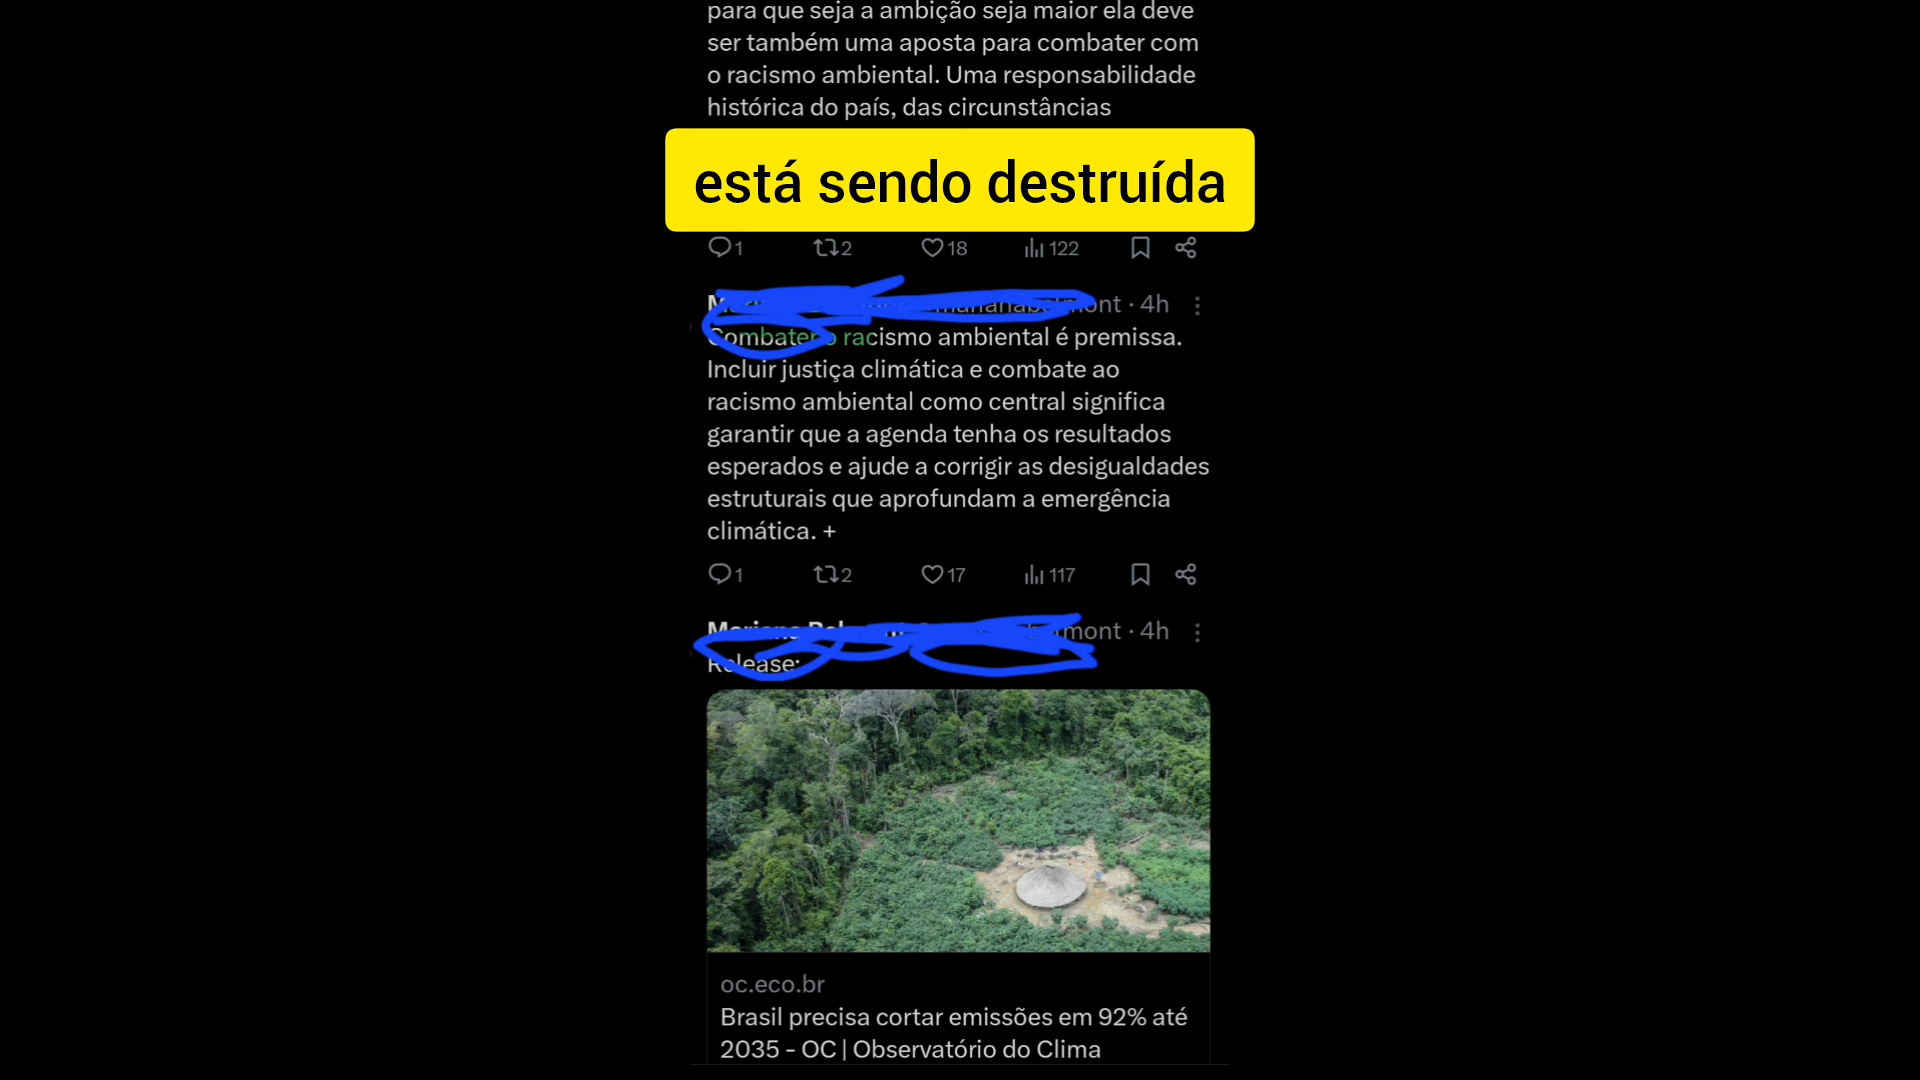 para que seja a ambição seja maior ela deve
ser também uma aposta para combater com
o racismo ambiental. Uma responsabilidade
histórica do país, das circunstâncias
está sendo destruída
1 2 18 122
· 4h
Combater o racismo ambiental é premissa.
Incluir justiça climática e combate ao
racismo ambiental como central significa
garantir que a agenda tenha os resultados
esperados e ajude a corrigir as desigualdades
estruturais que aprofundam a emergência
climática. +
1 2 17 117
· 4h
Release:
oc.eco.br
Brasil precisa cortar emissões em 92% até
2035 - OC | Observatório do Clima